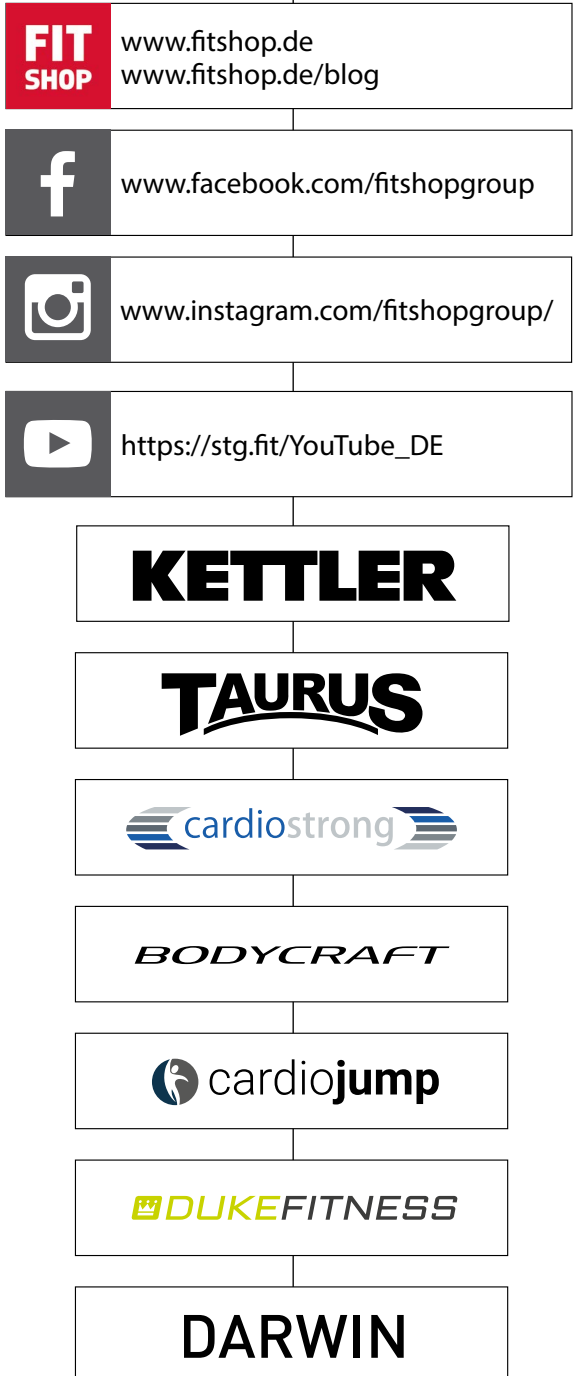 FIT
SHOP
www.fitshop.de
www.fitshop.de/blog
f
www.facebook.com/fitshopgroup
www.instagram.com/fitshopgroup/
https://stg.fit/YouTube_DE
KETTLER
TAURUS
cardiostrong
BODYCRAFT
cardiojump
DUKEFITNESS
DARWIN